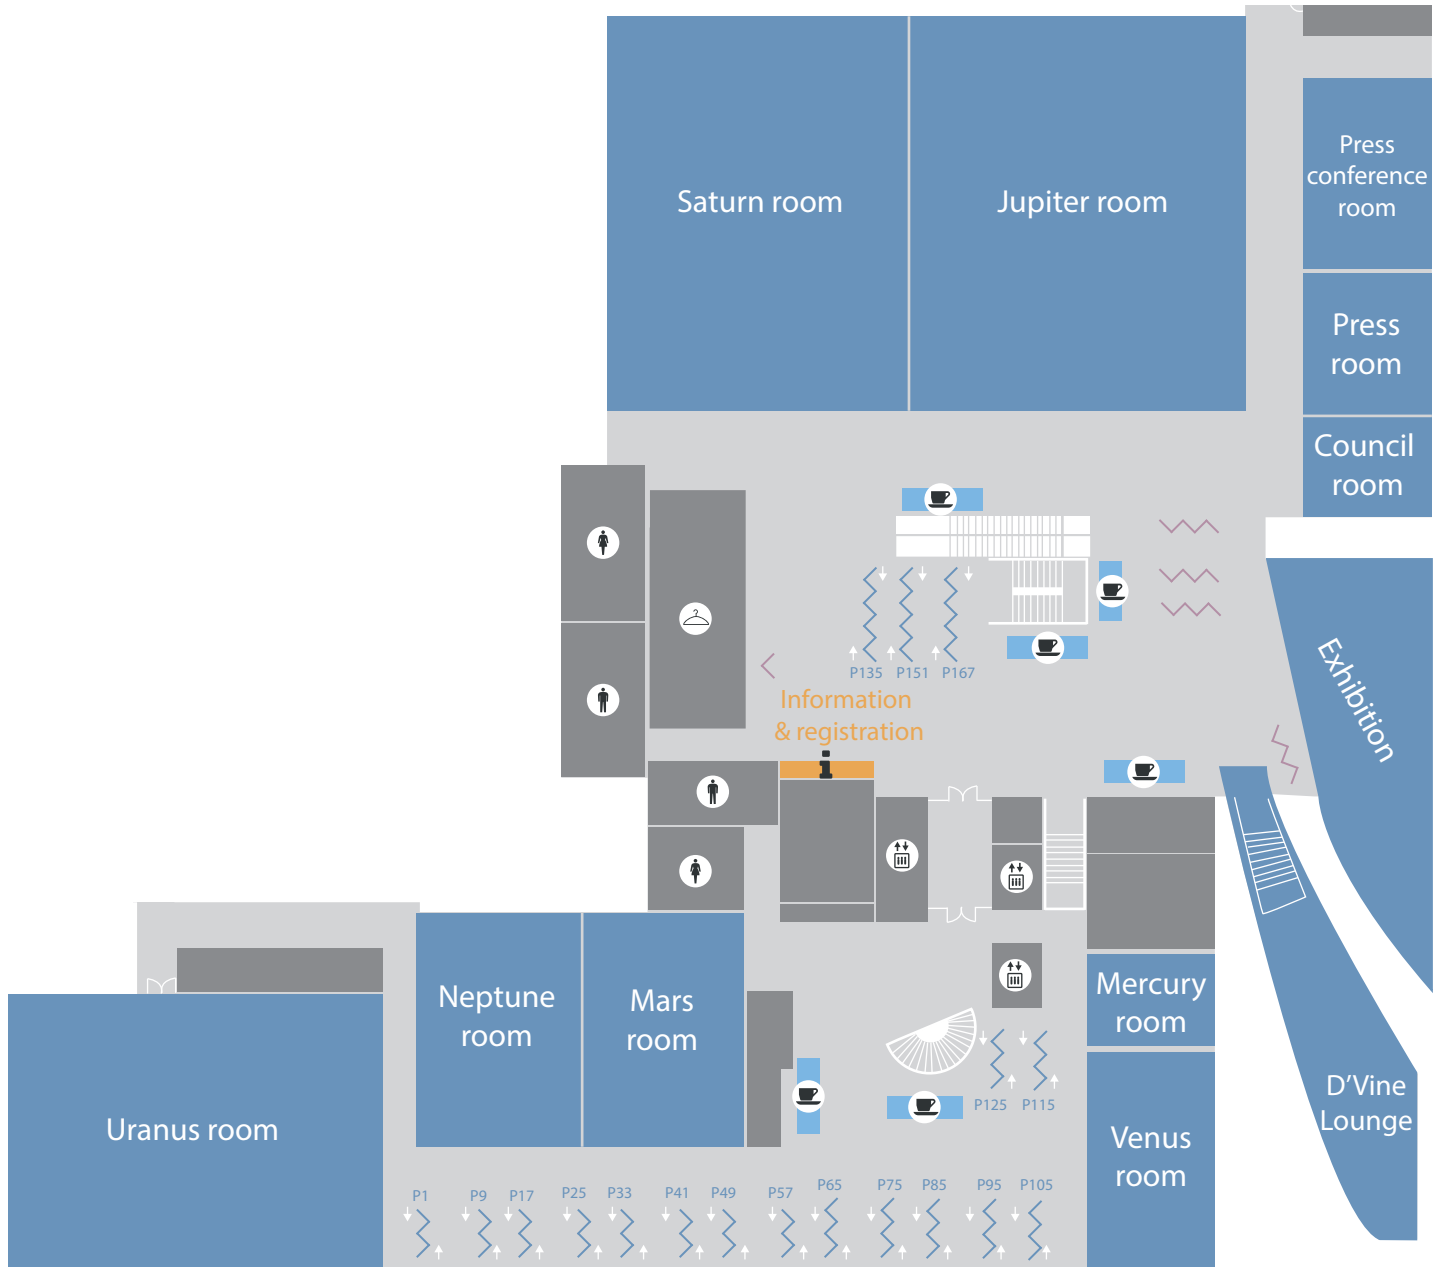 Saturn room
Jupiter room
Press
conference
room
Press
room
Council
room
Exhibition
P135
P151
P167
Information
& registration
Neptune
room
Mars
room
Mercury
room
Uranus room
P125
P115
Venus
room
D'Vine
Lounge
P1
P9
P17
P25
P33
P41
P49
P57
P65
P75
P85
P95
P105